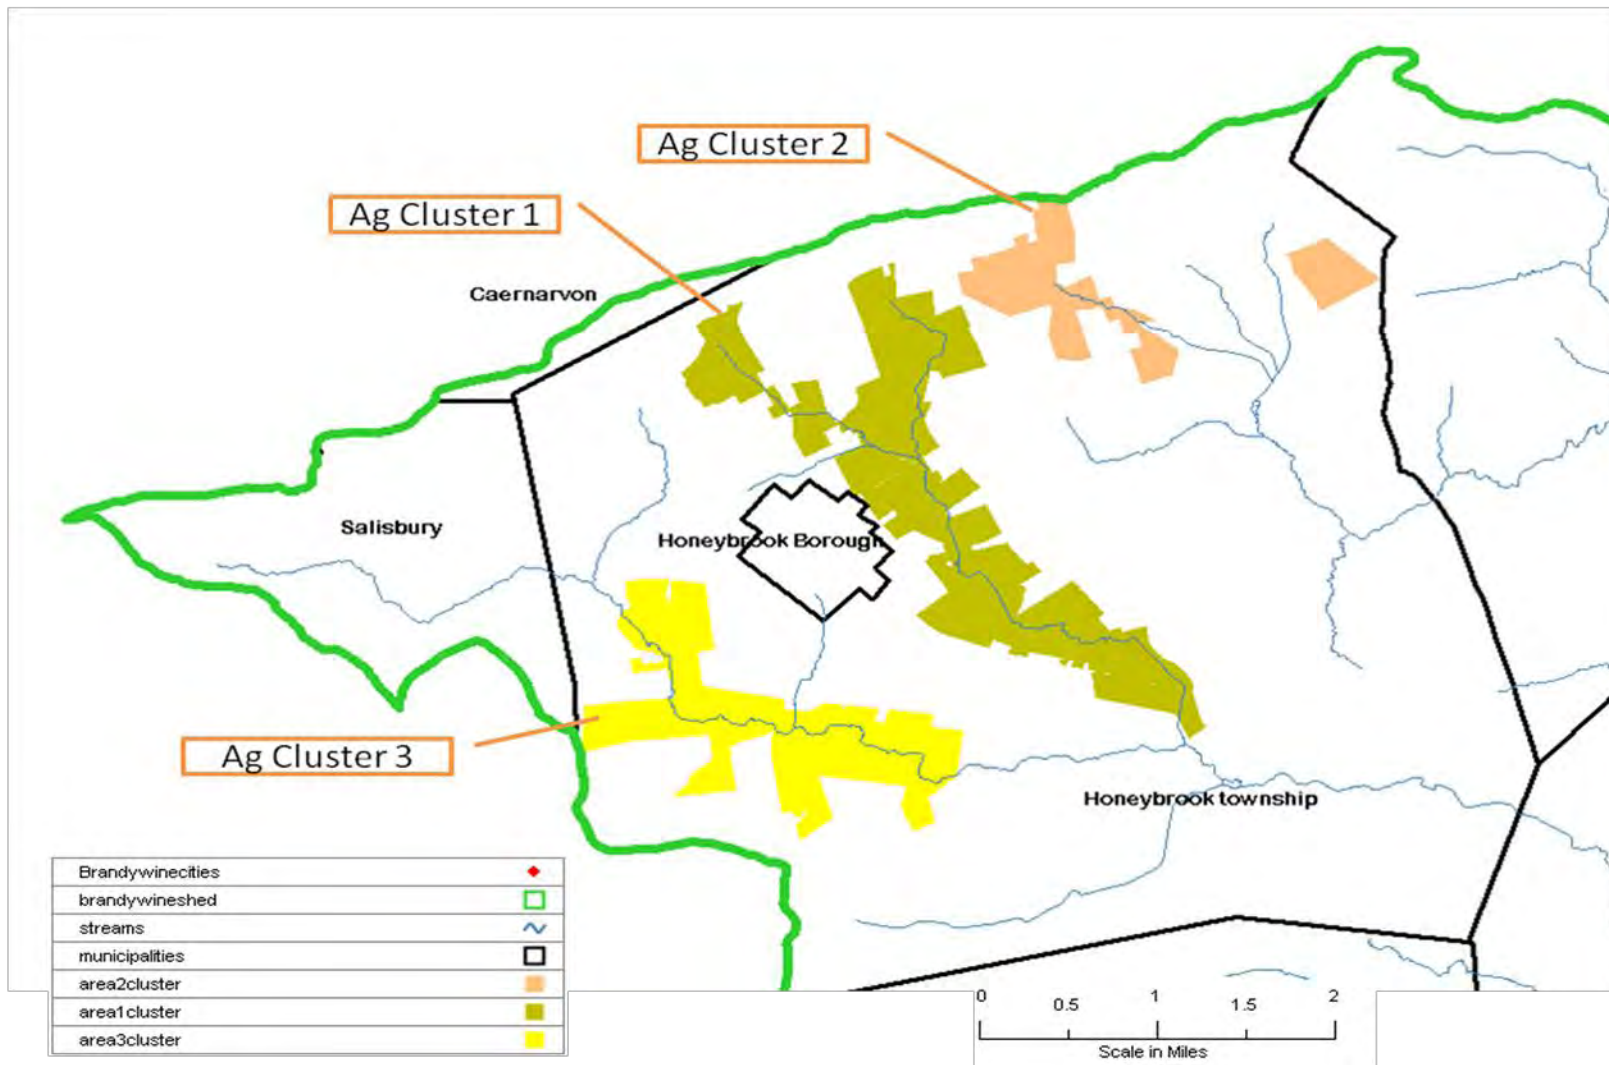 Ag Cluster 2
Ag Cluster 1
Caernarvon
Salisbury
Honeybrook Borough
Ag Cluster 3
Honeybrook township
Brandywinecities
brandywineshed
streams
municipalities
area2cluster
area1cluster
area3cluster
0 0.5 1 1.5 2
Scale in Miles